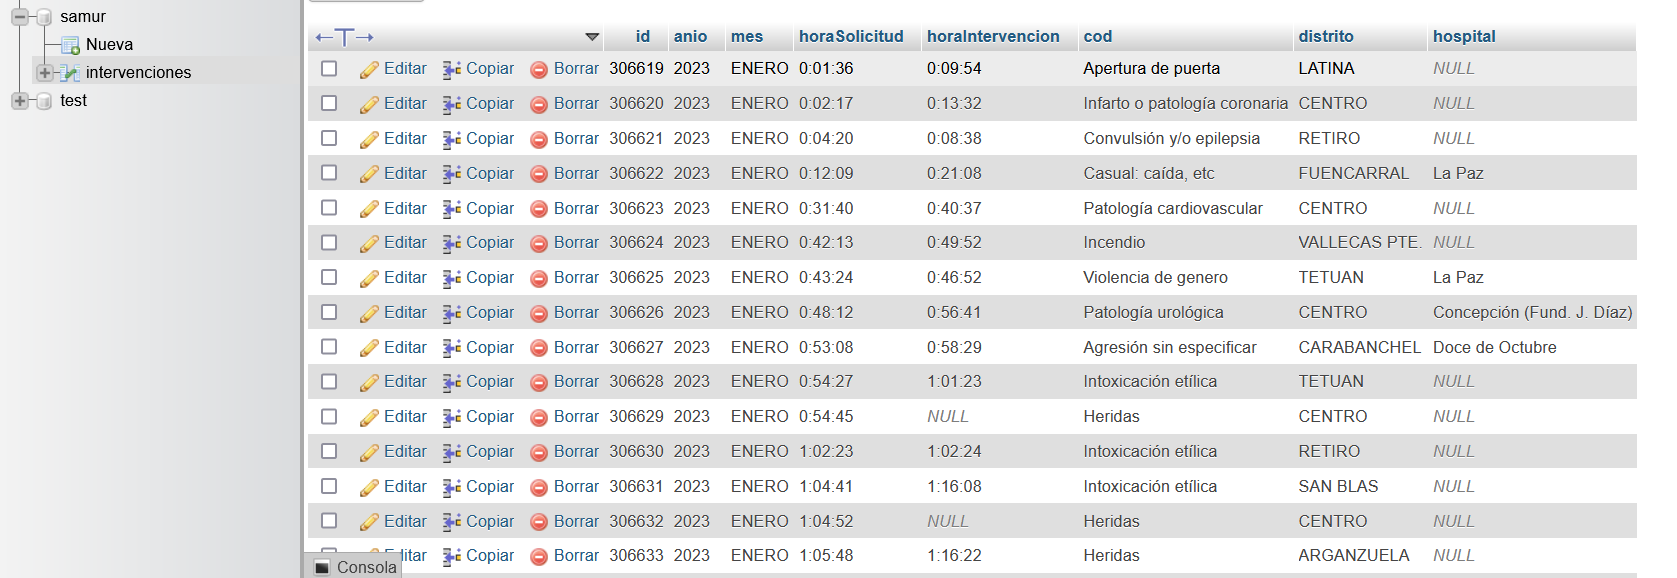 samur
Nueva
intervenciones
test
id anio mes horaSolicitud horaIntervencion cod distrito hospital
Editar Copiar Borrar 306619 2023 ENERO 0:01:36 0:09:54 Apertura de puerta LATINA NULL
Editar Copiar Borrar 306620 2023 ENERO 0:02:17 0:13:32 Infarto o patología coronaria CENTRO NULL
Editar Copiar Borrar 306621 2023 ENERO 0:04:20 0:08:38 Convulsión y/o epilepsia RETIRO NULL
Editar Copiar Borrar 306622 2023 ENERO 0:12:09 0:21:08 Casual: caída, etc FUENCARRAL La Paz
Editar Copiar Borrar 306623 2023 ENERO 0:31:40 0:40:37 Patología cardiovascular CENTRO NULL
Editar Copiar Borrar 306624 2023 ENERO 0:42:13 0:49:52 Incendio VALLECAS PTE. NULL
Editar Copiar Borrar 306625 2023 ENERO 0:43:24 0:46:52 Violencia de genero TETUAN La Paz
Editar Copiar Borrar 306626 2023 ENERO 0:48:12 0:56:41 Patología urológica CENTRO Concepción (Fund. J. Díaz)
Editar Copiar Borrar 306627 2023 ENERO 0:53:08 0:58:29 Agresión sin especificar CARABANCHEL Doce de Octubre
Editar Copiar Borrar 306628 2023 ENERO 0:54:27 1:01:23 Intoxicación etílica TETUAN NULL
Editar Copiar Borrar 306629 2023 ENERO 0:54:45 NULL Heridas CENTRO NULL
Editar Copiar Borrar 306630 2023 ENERO 1:02:23 1:02:24 Intoxicación etílica RETIRO NULL
Editar Copiar Borrar 306631 2023 ENERO 1:04:41 1:16:08 Intoxicación etílica SAN BLAS NULL
Editar Copiar Borrar 306632 2023 ENERO 1:04:52 NULL Heridas CENTRO NULL
Editar Copiar Borrar 306633 2023 ENERO 1:05:48 1:16:22 Heridas ARGANZUELA NULL
Consola